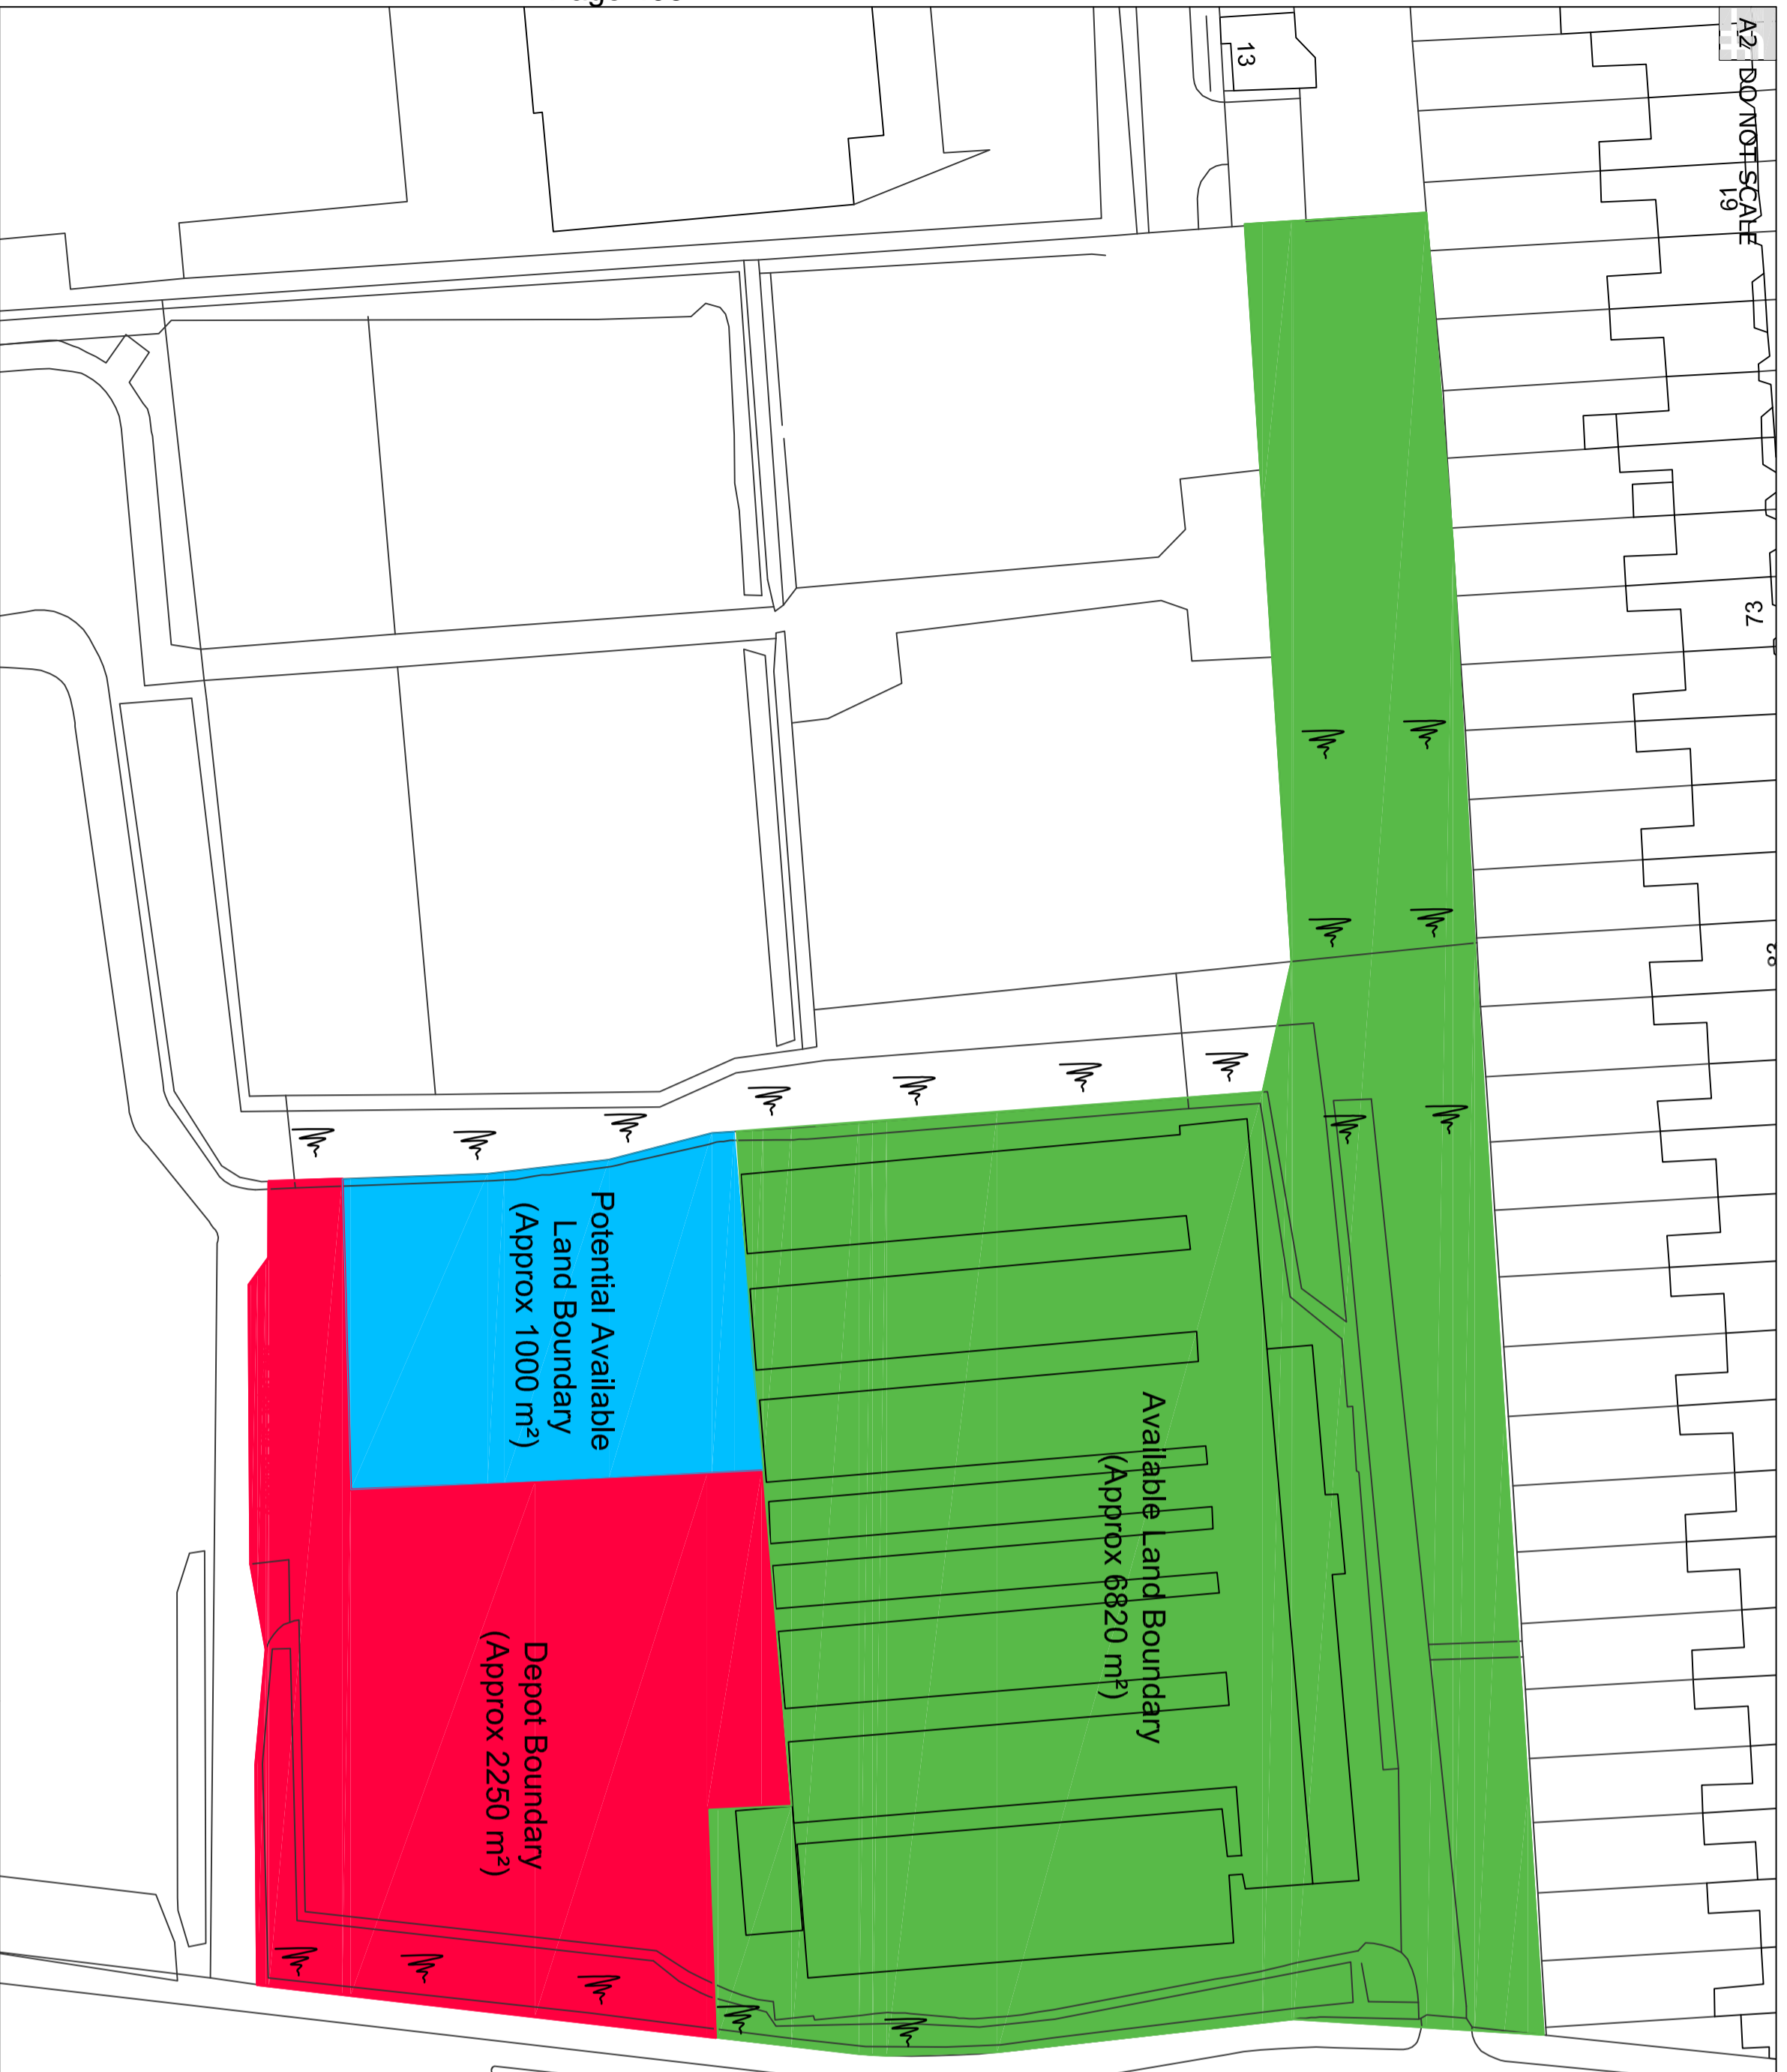 A2 DO NOT SCALE
13
61
73
Available Land Boundary
(Approx 6820 m²)
Potential Available
Land Boundary
(Approx 1000 m²)
Depot Boundary
(Approx 2250 m²)